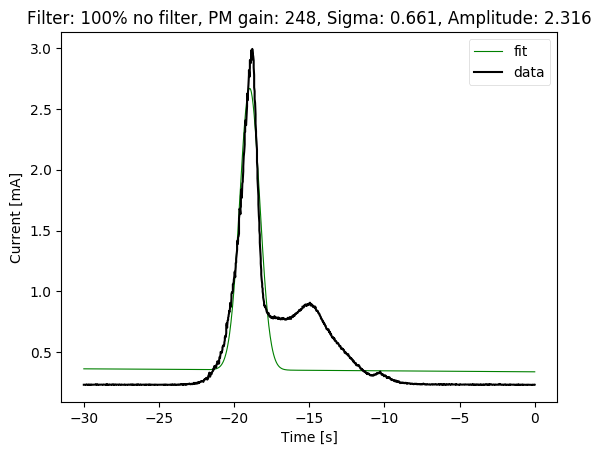 Filter: 100% no filter, PM gain: 248, Sigma: 0.661, Amplitude: 2.316
fit
data
3.0
2.5
2.0
1.5
1.0
0.5
Current [mA]
−30
−25
−20
−15
−10
−5
0
Time [s]